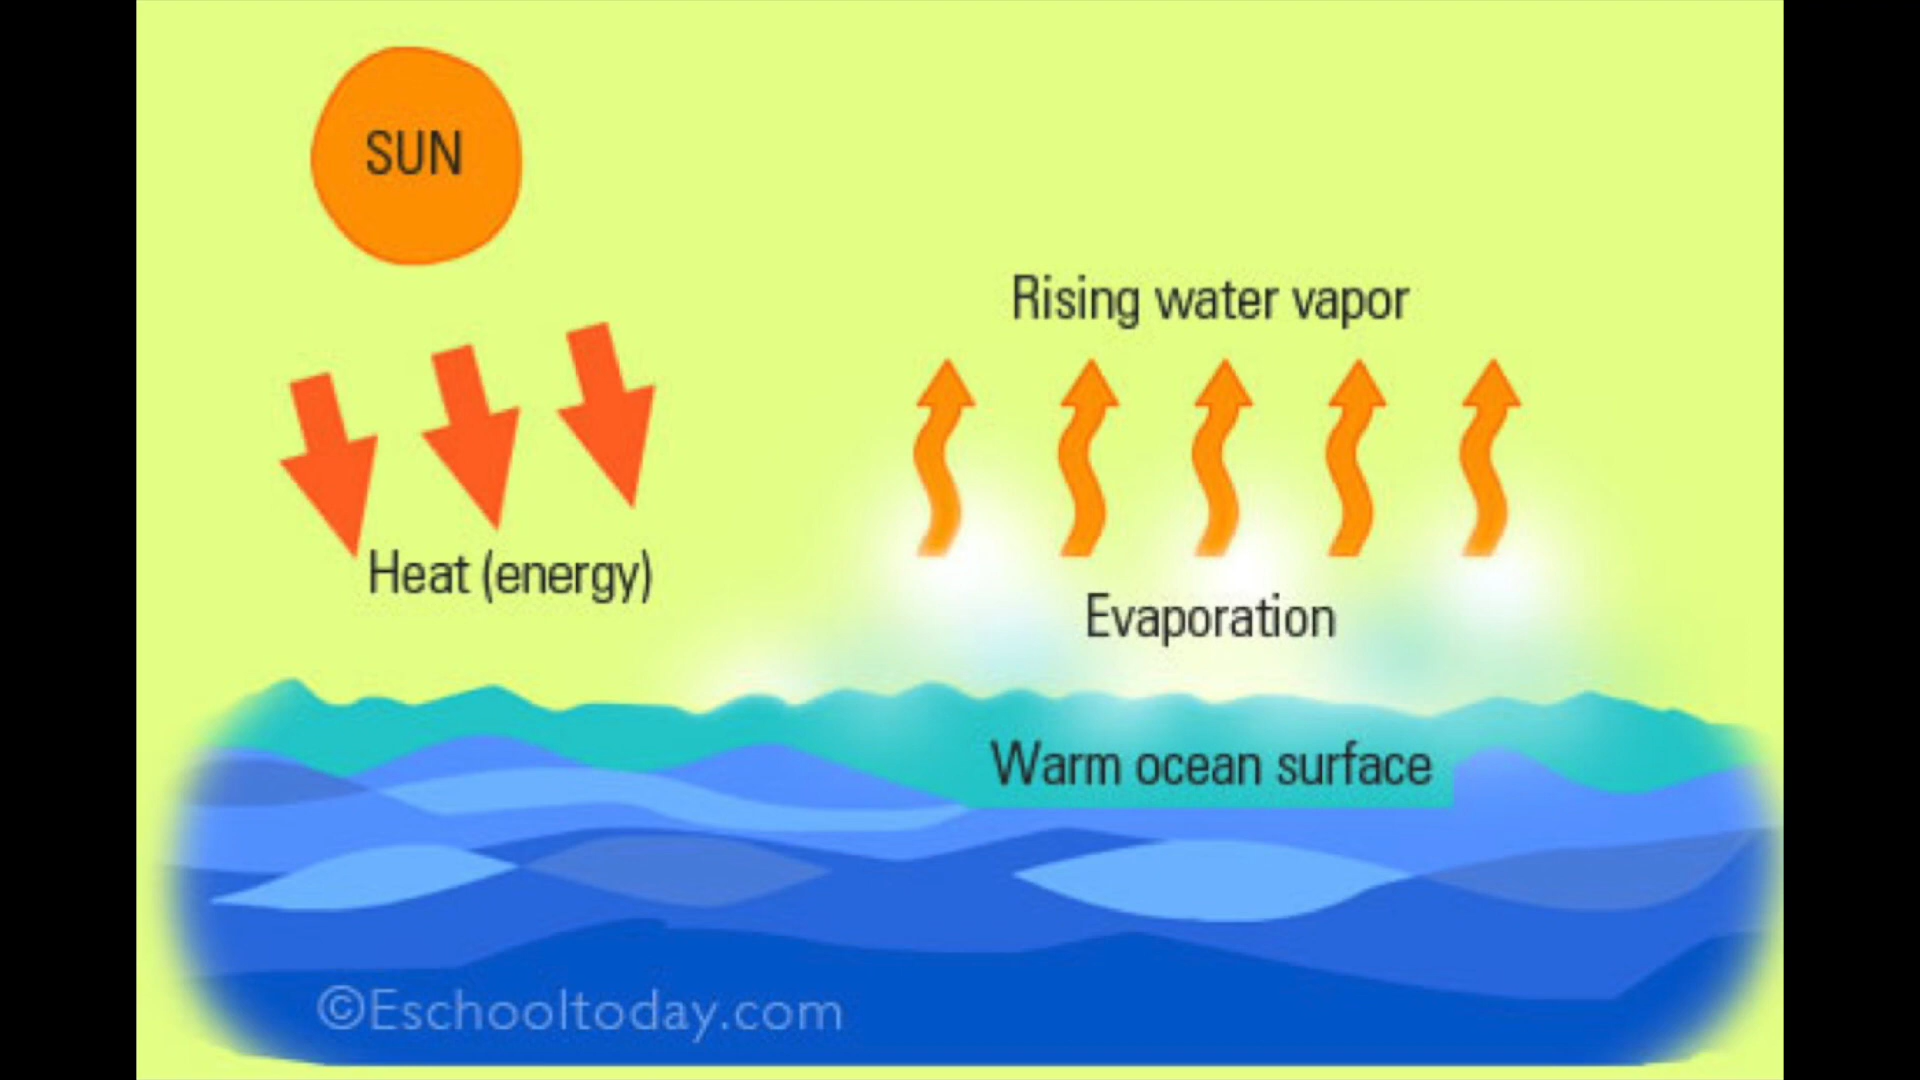 SUN
Rising water vapor
Heat (energy)
Evaporation
Warm ocean surface
©Eschooltoday.com